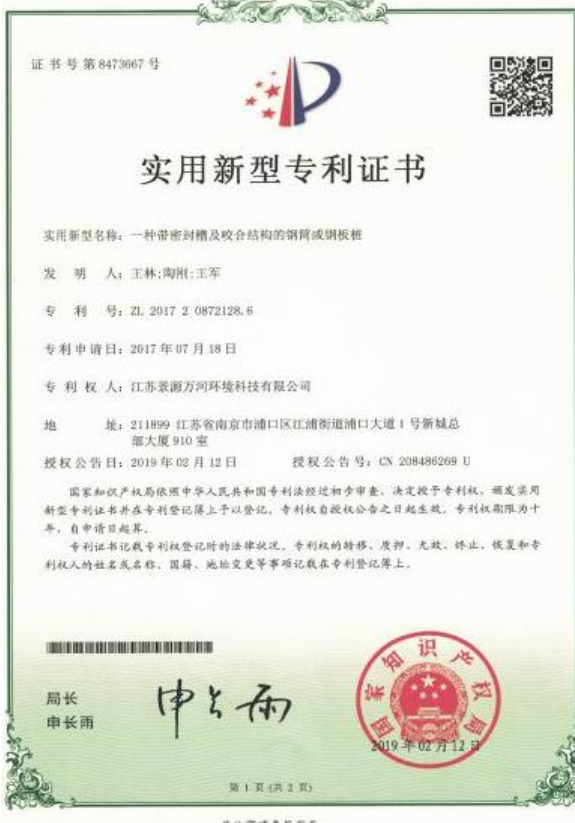 证书号第8473667号
实用新型专利证书
实用新型名称：一种带密封槽及咬合结构的钢筒或钢板桩
发 明 人：王林;陶刚;王军
专 利 号：ZL 2017 2 0872128.6
专利申请日：2017年07月18日
专 利 权 人：江苏景源万河环境科技有限公司
地 址：211899 江苏省南京市浦口区江浦街道浦口大道1号新城总
部大厦910室
授权公告日：2019年02月12日 授权公告号：CN 208486269 U
国家知识产权局依照中华人民共和国专利法经过初步审查，决定授予专利权，颁发实用
新型专利证书并在专利登记簿上予以登记。专利权自授权公告之日起生效。专利权期限为十
年，自申请日起算。
专利证书记载专利权登记时的法律状况。专利权的转移、质押、无效、终止、恢复和专
利权人的姓名或名称、国籍、地址变更等事项记载在专利登记簿上。
局长
申长雨
申长雨
国家知识产权局
2019年02月12日
第 1 页 (共 2 页)